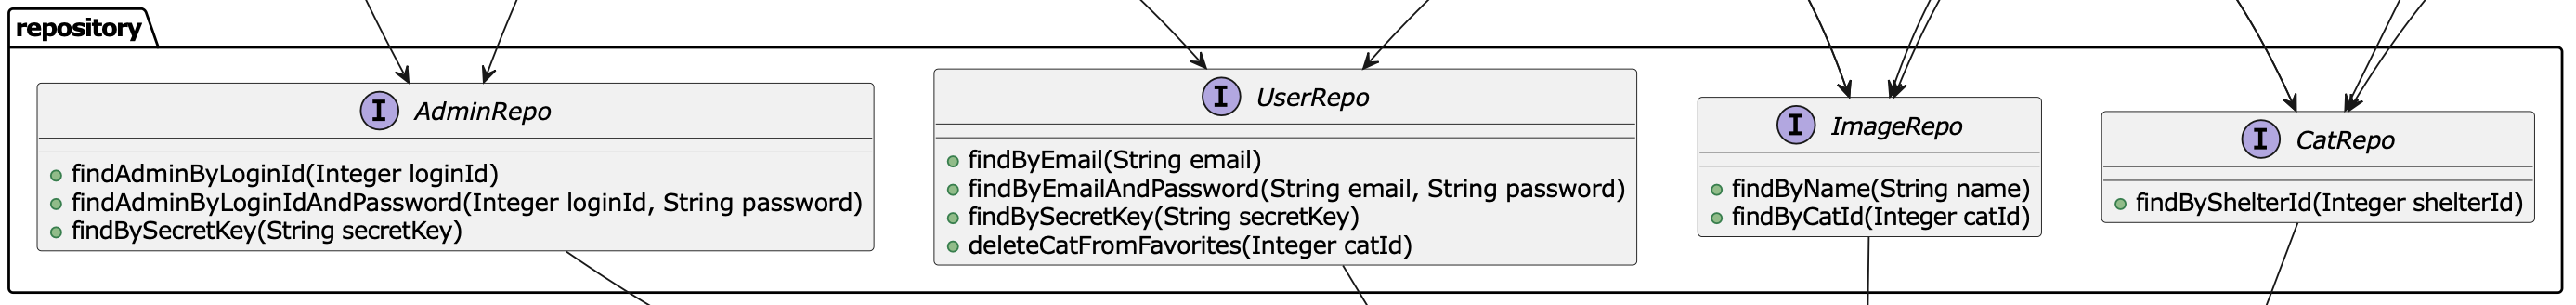 repository
I AdminRepo
findAdminByLoginId(Integer loginId)
findAdminByLoginIdAndPassword(Integer loginId, String password)
findBySecretKey(String secretKey)
I UserRepo
findByEmail(String email)
findByEmailAndPassword(String email, String password)
findBySecretKey(String secretKey)
deleteCatFromFavorites(Integer catId)
I ImageRepo
findByName(String name)
findByCatId(Integer catId)
I CatRepo
findByShelterId(Integer shelterId)